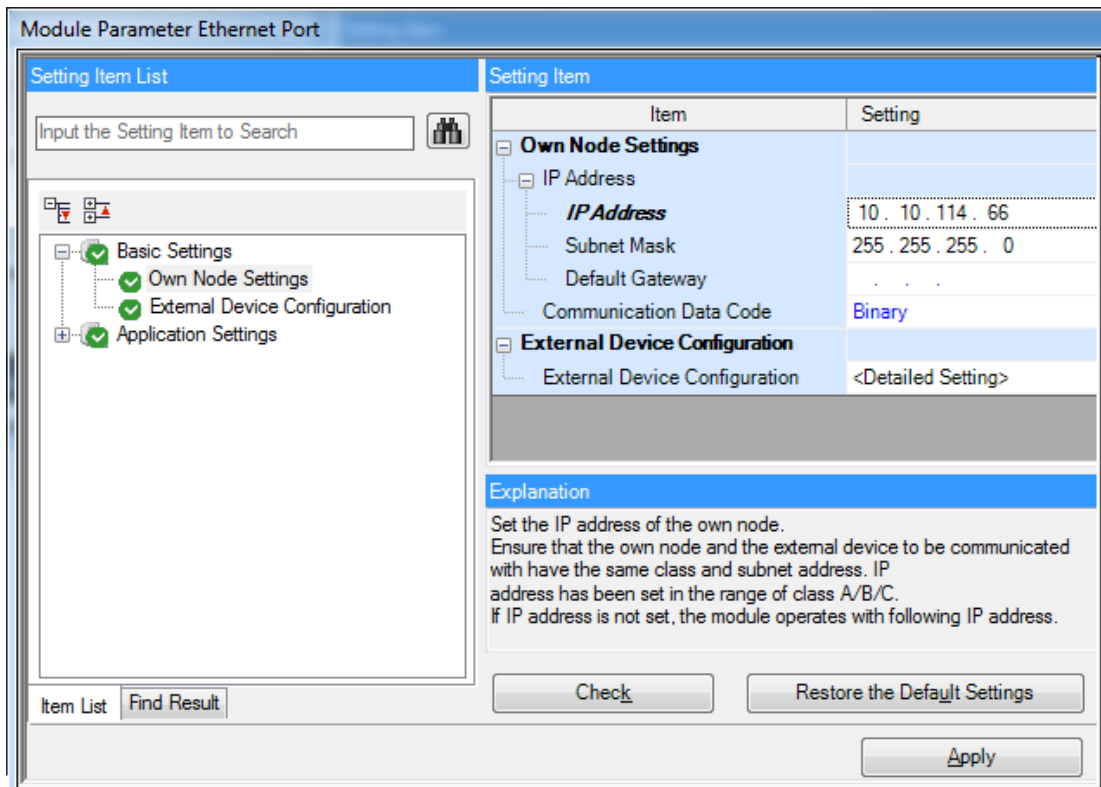 Module Parameter Ethernet Port
Setting Item List
Input the Setting Item to Search
Basic Settings
Own Node Settings
External Device Configuration
Application Settings
Item List
Find Result
Setting Item
Item Setting
Own Node Settings
IP Address
IP Address 10 . 10 . 114 . 66
Subnet Mask 255 . 255 . 255 . 0
Default Gateway . . .
Communication Data Code Binary
External Device Configuration
External Device Configuration <Detailed Setting>
Explanation
Set the IP address of the own node.
Ensure that the own node and the external device to be communicated
with have the same class and subnet address. IP
address has been set in the range of class A/B/C.
If IP address is not set, the module operates with following IP address.
Check
Restore the Default Settings
Apply